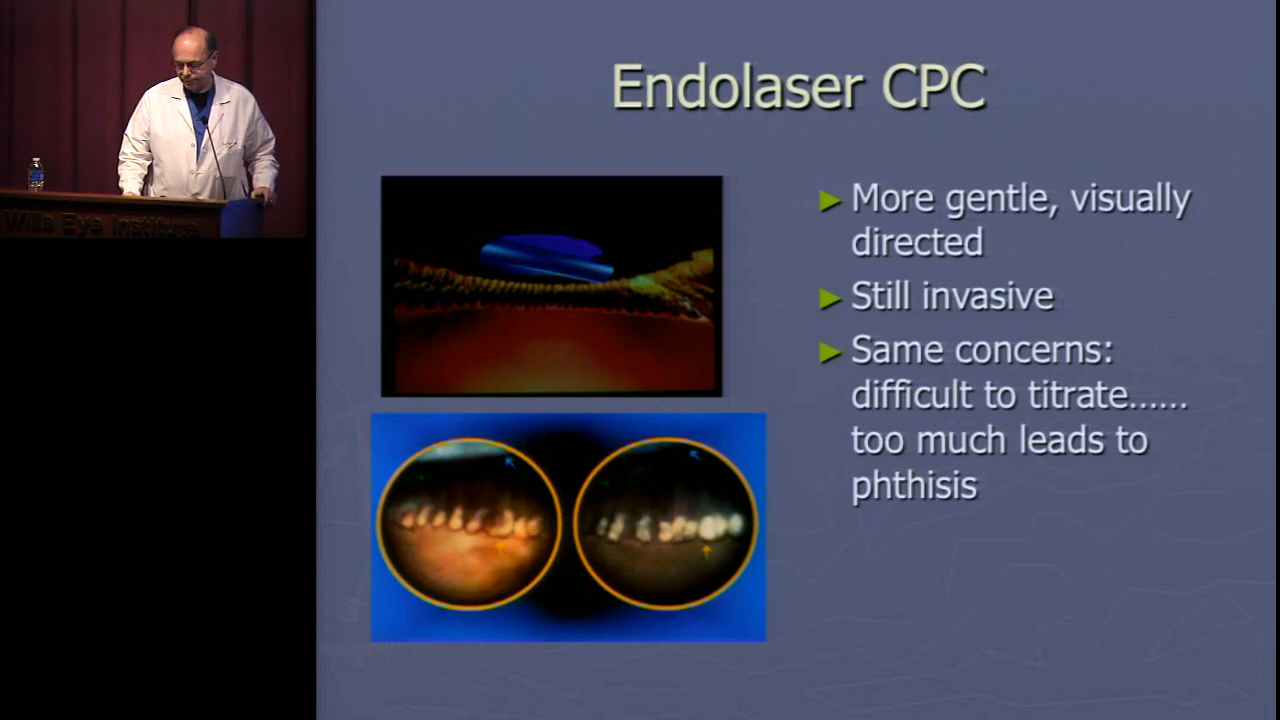 Endolaser CPC
► More gentle, visually
directed
► Still invasive
► Same concerns:
difficult to titrate......
too much leads to
phthisis
Wills Eye Institute